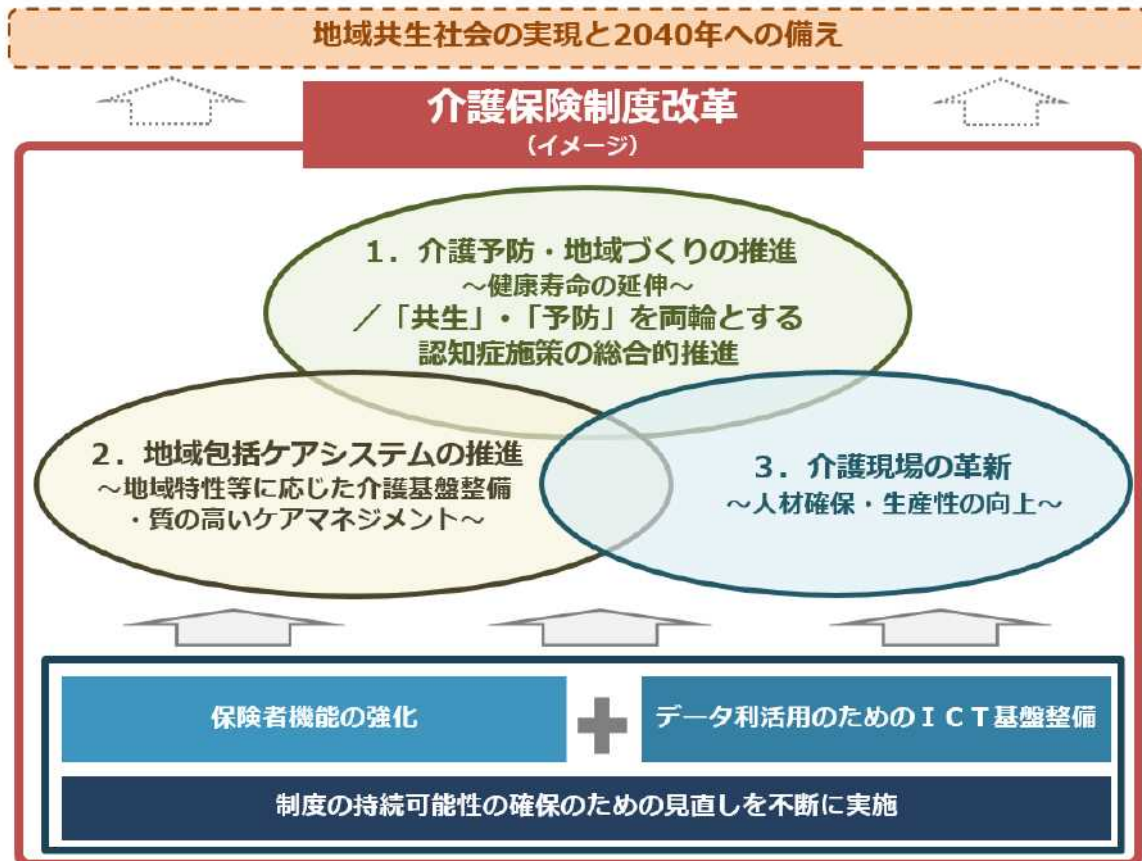 地域共生社会の実現と2040年への備え
介護保険制度改革
（イメージ）
１．介護予防・地域づくりの推進
～健康寿命の延伸～
／「共生」・「予防」を両輪とする
認知症施策の総合的推進
２．地域包括ケアシステムの推進
～地域特性等に応じた介護基盤整備
・質の高いケアマネジメント～
３．介護現場の革新
～人材確保・生産性の向上～
保険者機能の強化
データ利活用のためのＩＣＴ基盤整備
制度の持続可能性の確保のための見直しを不断に実施